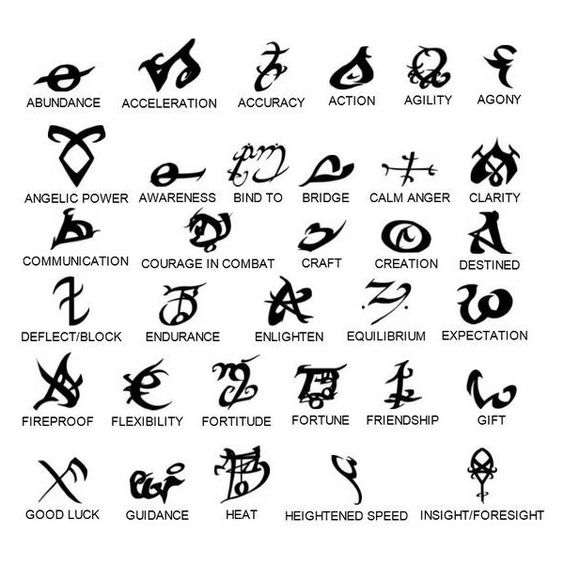 ABUNDANCE ACCELERATION ACCURACY ACTION AGILITY AGONY
ANGELIC POWER AWARENESS BIND TO BRIDGE CALM ANGER CLARITY
COMMUNICATION COURAGE IN COMBAT CRAFT CREATION DESTINED
DEFLECT/BLOCK ENDURANCE ENLIGHTEN EQUILIBRIUM EXPECTATION
FIREPROOF FLEXIBILITY FORTITUDE FORTUNE FRIENDSHIP GIFT
GOOD LUCK GUIDANCE HEAT HEIGHTENED SPEED INSIGHT/FORESIGHT